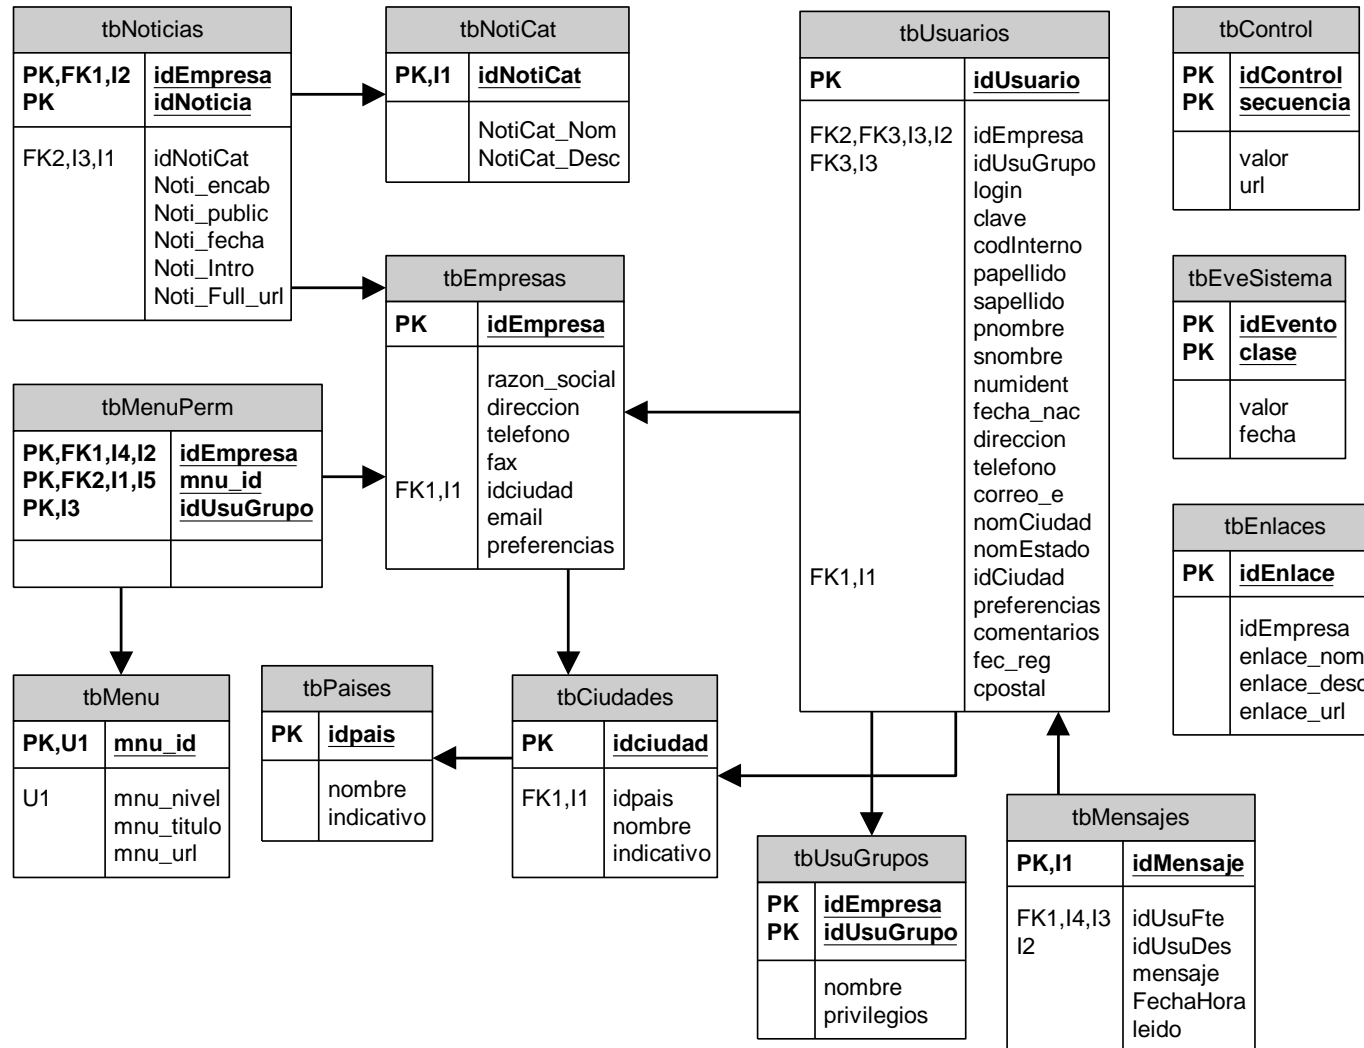 tbNoticias
PK,FK1,I2 idEmpresa
PK idNoticia
FK2,I3,I1 idNotiCat
Noti_encab
Noti_public
Noti_fecha
Noti_Intro
Noti_Full_url
tbNotiCat
PK,I1 idNotiCat
NotiCat_Nom
NotiCat_Desc
tbUsuarios
PK idUsuario
FK2,FK3,I3,I2 idEmpresa
FK3,I3 idUsuGrupo
login
clave
codInterno
papellido
sapellido
pnombre
snombre
numident
fecha_nac
direccion
telefono
correo_e
nomCiudad
nomEstado
FK1,I1 idCiudad
preferencias
comentarios
fec_reg
cpostal
tbControl
PK idControl
PK secuencia
valor
url
tbEmpresas
PK idEmpresa
razon_social
direccion
telefono
fax
FK1,I1 idciudad
email
preferencias
tbEveSistema
PK idEvento
PK clase
valor
fecha
tbMenuPerm
PK,FK1,I4,I2 idEmpresa
PK,FK2,I1,I5 mnu_id
PK,I3 idUsuGrupo
tbEnlaces
PK idEnlace
idEmpresa
enlace_nom
enlace_desc
enlace_url
tbMenu
PK,U1 mnu_id
U1 mnu_nivel
mnu_titulo
mnu_url
tbPaises
PK idpais
nombre
indicativo
tbCiudades
PK idciudad
FK1,I1 idpais
nombre
indicativo
tbUsuGrupos
PK idEmpresa
PK idUsuGrupo
nombre
privilegios
tbMensajes
PK,I1 idMensaje
FK1,I4,I3 idUsuFte
I2 idUsuDes
mensaje
FechaHora
leido